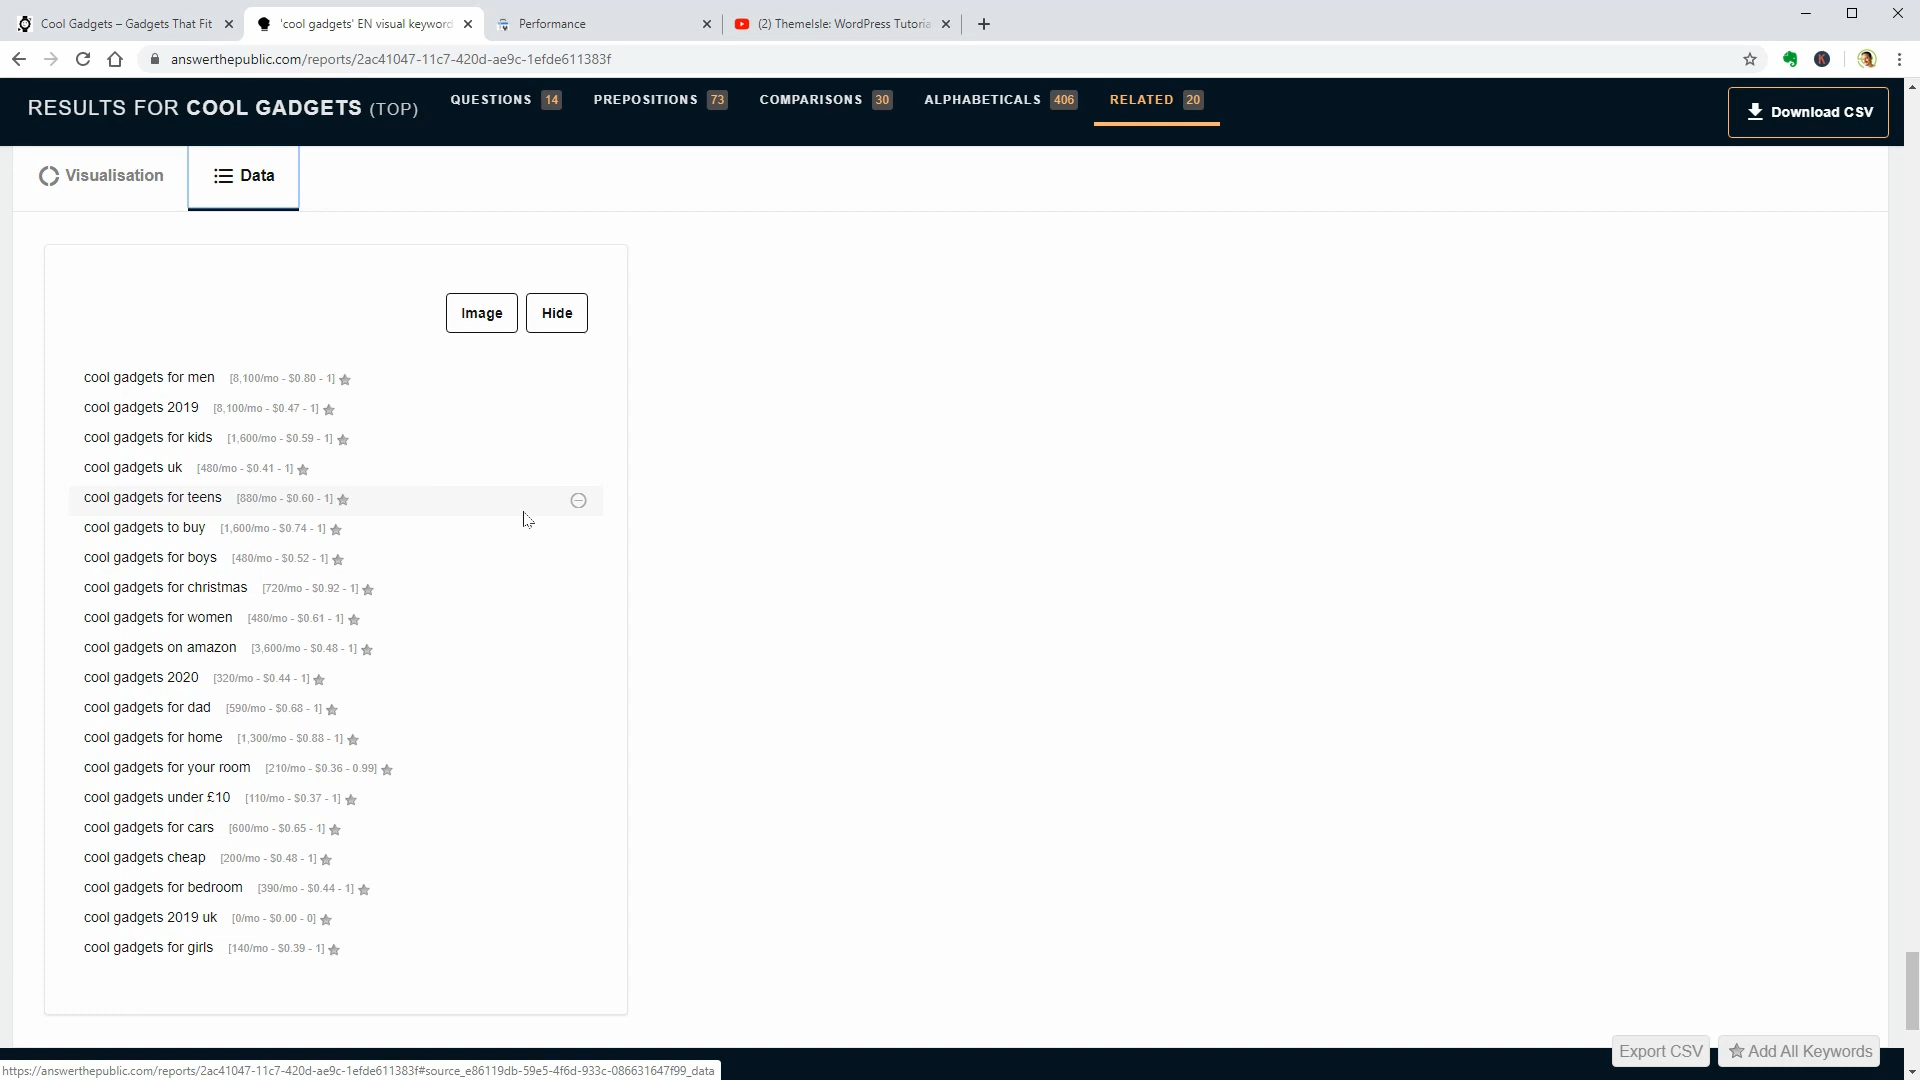 Cool Gadgets – Gadgets That Fit
'cool gadgets' EN visual keyword
Performance
(2) ThemeIsle: WordPress Tutoria
answerthepublic.com/reports/2ac41047-11c7-420d-ae9c-1efde611383f
RESULTS FOR COOL GADGETS (TOP)
QUESTIONS 14
PREPOSITIONS 73
COMPARISONS 30
ALPHABETICALS 406
RELATED 20
Download CSV
Visualisation
Data
Image
Hide
cool gadgets for men [8,100/mo - $0.80 - 1]
cool gadgets 2019 [8,100/mo - $0.47 - 1]
cool gadgets for kids [1,600/mo - $0.59 - 1]
cool gadgets uk [480/mo - $0.41 - 1]
cool gadgets for teens [880/mo - $0.60 - 1]
cool gadgets to buy [1,600/mo - $0.74 - 1]
cool gadgets for boys [480/mo - $0.52 - 1]
cool gadgets for christmas [720/mo - $0.92 - 1]
cool gadgets for women [480/mo - $0.61 - 1]
cool gadgets on amazon [3,600/mo - $0.48 - 1]
cool gadgets 2020 [320/mo - $0.44 - 1]
cool gadgets for dad [590/mo - $0.68 - 1]
cool gadgets for home [1,300/mo - $0.88 - 1]
cool gadgets for your room [210/mo - $0.36 - 0.99]
cool gadgets under £10 [110/mo - $0.37 - 1]
cool gadgets for cars [600/mo - $0.65 - 1]
cool gadgets cheap [200/mo - $0.48 - 1]
cool gadgets for bedroom [390/mo - $0.44 - 1]
cool gadgets 2019 uk [0/mo - $0.00 - 0]
cool gadgets for girls [140/mo - $0.39 - 1]
Export CSV
Add All Keywords
https://answerthepublic.com/reports/2ac41047-11c7-420d-ae9c-1efde611383f#source_e86119db-59e5-4f6d-933c-086631647f99_data